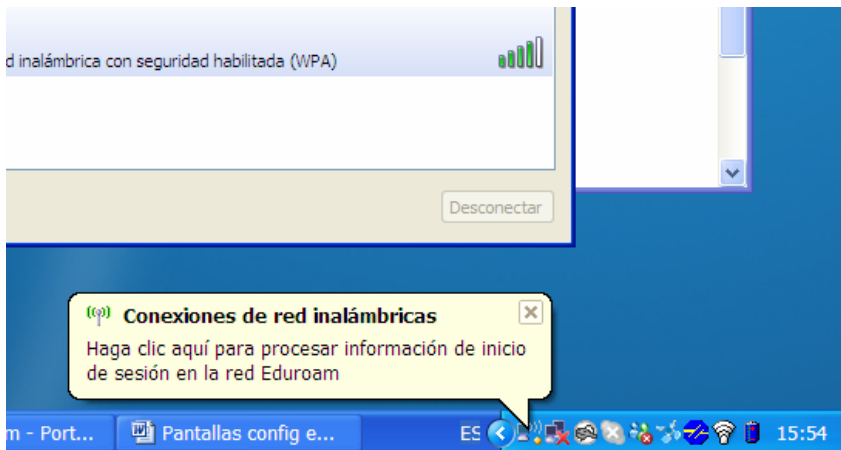 d inalámbrica con seguridad habilitada (WPA)
Desconectar
Conexiones de red inalámbricas
Haga clic aquí para procesar información de inicio
de sesión en la red Eduroam
m - Port... Pantallas config e... ES 15:54